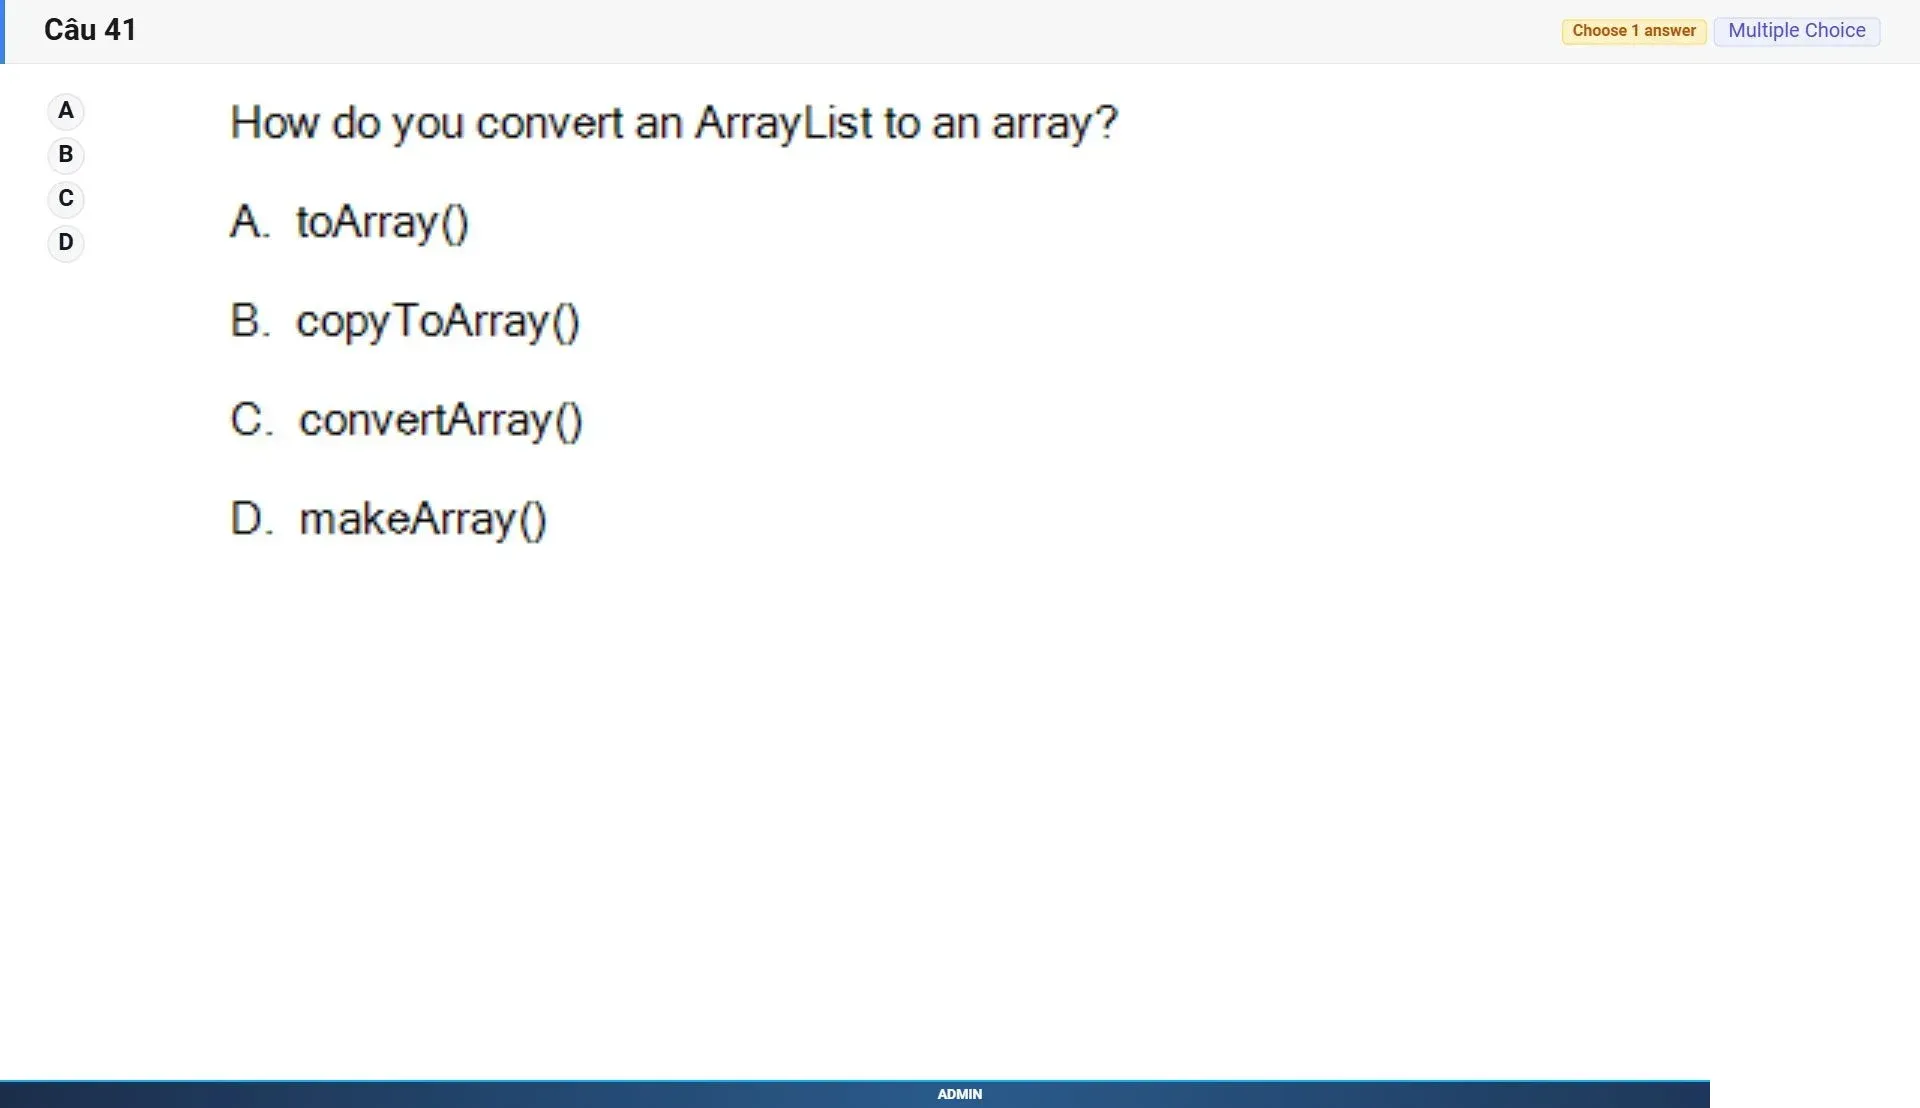 Câu 41
Choose 1 answer
Multiple Choice
A
B
C
D
How do you convert an ArrayList to an array?
A. toArray()
B. copyToArray()
C. convertArray()
D. makeArray()
ADMIN